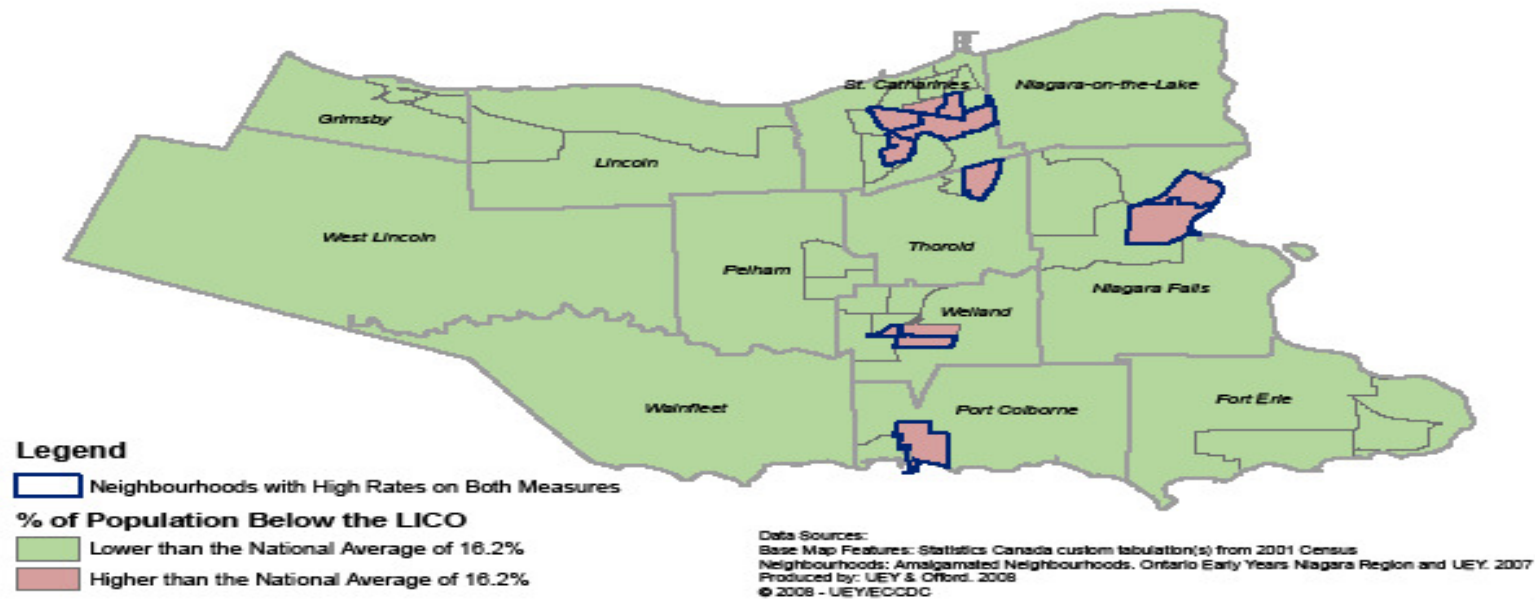 St. Catharines
Niagara-on-the-Lake
Grimsby
Lincoln
West Lincoln
Thorold
Pelham
Niagara Falls
Welland
Wainfleet
Port Colborne
Fort Erie
Legend
Neighbourhoods with High Rates on Both Measures
% of Population Below the LICO
Lower than the National Average of 16.2%
Higher than the National Average of 16.2%
Data Sources:
Base Map Features: Statistics Canada custom tabulation(s) from 2001 Census
Neighbourhoods: Amalgamated Neighbourhoods. Ontario Early Years Niagara Region and UEY. 2007
Produced by: UEY & Offord. 2008
© 2008 - UEY/ECCDC